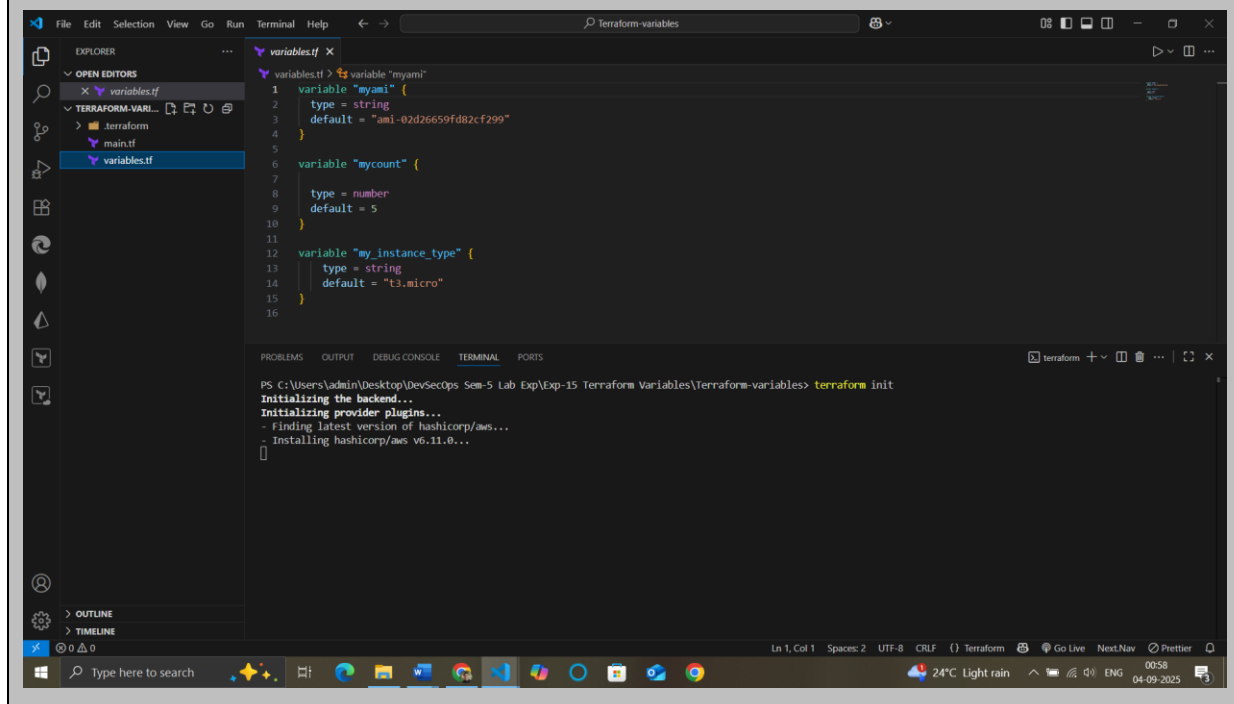 File Edit Selection View Go Run Terminal Help
Terraform-variables
EXPLORER
OPEN EDITORS
variables.tf
TERRAFORM-VARI...
.terraform
main.tf
variables.tf
variables.tf
variables.tf > variable "myami"
1 variable "myami" {
2 type = string
3 default = "ami-02d26659fd82cf299"
4 }
5
6 variable "mycount" {
7
8 type = number
9 default = 5
10 }
11
12 variable "my_instance_type" {
13 type = string
14 default = "t3.micro"
15 }
16
PROBLEMS OUTPUT DEBUG CONSOLE TERMINAL PORTS
terraform
PS C:\Users\admin\Desktop\DevSecOps Sem-5 Lab Exp\Exp-15 Terraform Variables\Terraform-variables> terraform init
Initializing the backend...
Initializing provider plugins...
- Finding latest version of hashicorp/aws...
- Installing hashicorp/aws v6.11.0...
OUTLINE
TIMELINE
0 0
Ln 1, Col 1 Spaces: 2 UTF-8 CRLF {} Terraform Go Live Next.Nav Prettier
Type here to search
24°C Light rain
ENG
00:58
04-09-2025
3